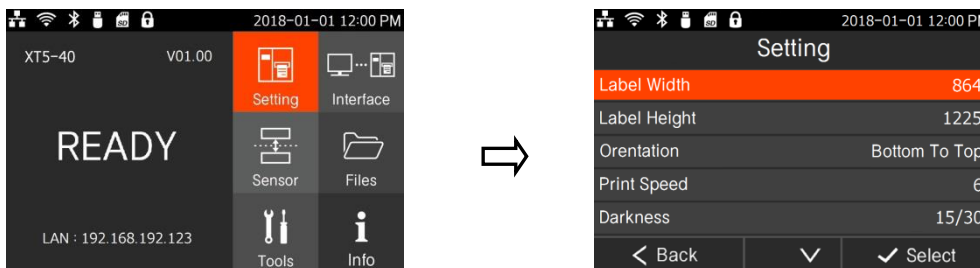 2018-01-01 12:00 PM
XT5-40 V01.00
READY
LAN : 192.168.192.123
Setting Interface
Sensor Files
Tools Info
2018-01-01 12:00 PM
Setting
Label Width 864
Label Height 1225
Orentation Bottom To Top
Print Speed 6
Darkness 15/30
Back Select